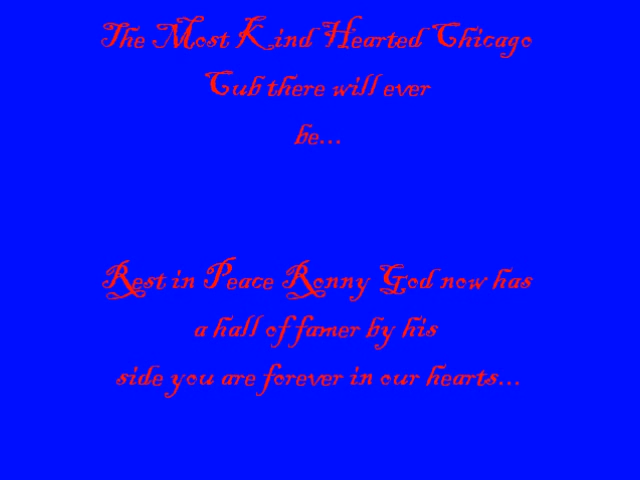 The Most Kind Hearted Chicago
Cub there will ever
be...
Rest in Peace Ronny God now has
a hall of famer by his
side you are forever in our hearts...